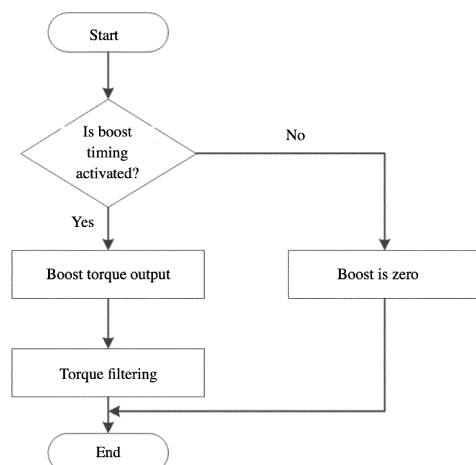 Start
Is boost
timing
activated?
No
Yes
Boost torque output
Boost is zero
Torque filtering
End